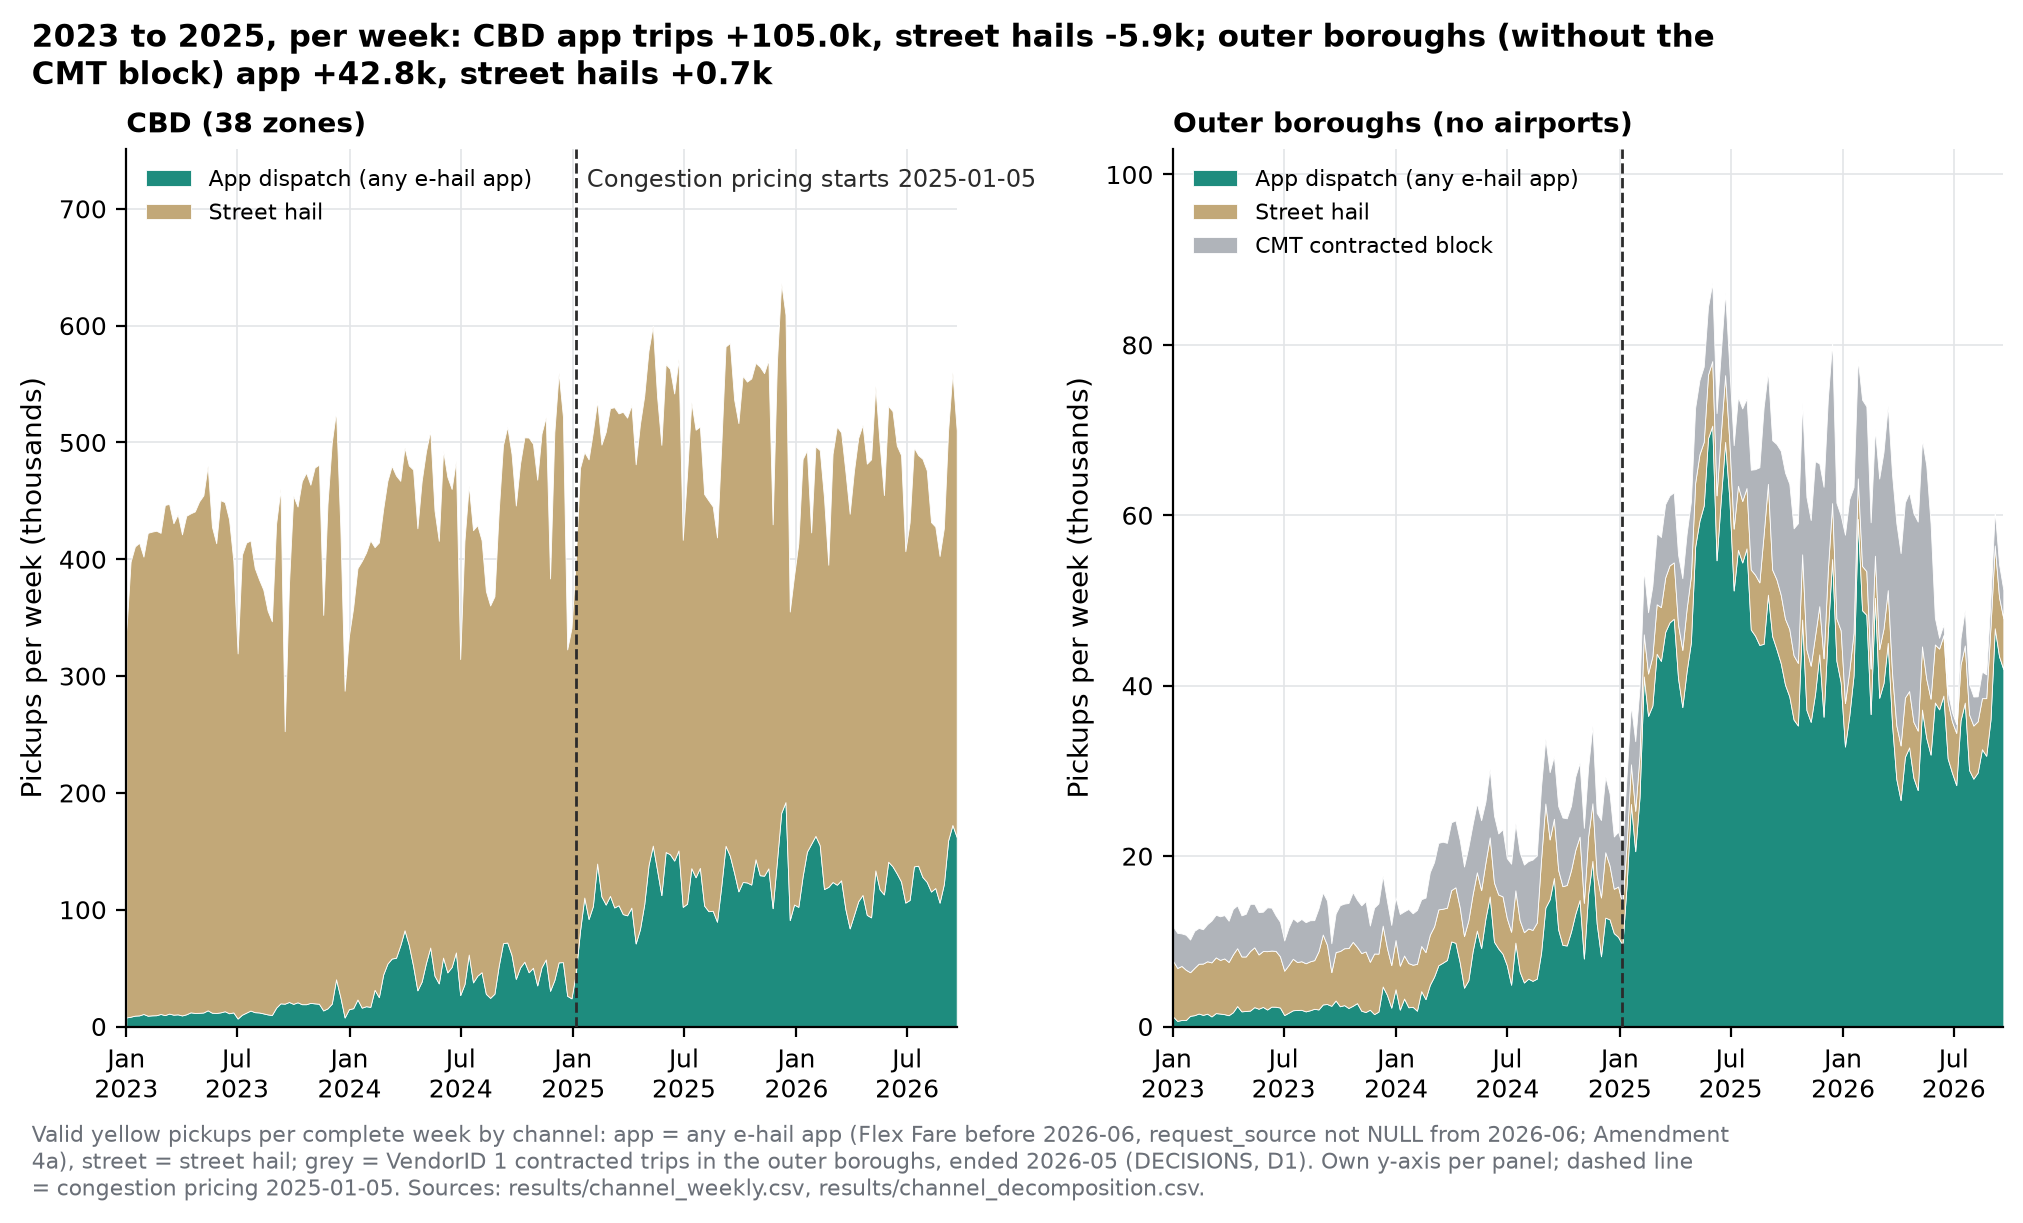 2023 to 2025, per week: CBD app trips +105.0k, street hails -5.9k; outer boroughs (without the
CMT block) app +42.8k, street hails +0.7k
CBD (38 zones)
App dispatch (any e-hail app)
Street hail
Congestion pricing starts 2025-01-05
Pickups per week (thousands)
700
600
500
400
300
200
100
0
Jan Jul Jan Jul Jan Jul Jan Jul
2023 2023 2024 2024 2025 2025 2026 2026
Outer boroughs (no airports)
App dispatch (any e-hail app)
Street hail
CMT contracted block
Pickups per week (thousands)
100
80
60
40
20
0
Jan Jul Jan Jul Jan Jul Jan Jul
2023 2023 2024 2024 2025 2025 2026 2026
Valid yellow pickups per complete week by channel: app = any e-hail app (Flex Fare before 2026-06, request_source not NULL from 2026-06; Amendment
4a), street = street hail; grey = VendorID 1 contracted trips in the outer boroughs, ended 2026-05 (DECISIONS, D1). Own y-axis per panel; dashed line
= congestion pricing 2025-01-05. Sources: results/channel_weekly.csv, results/channel_decomposition.csv.